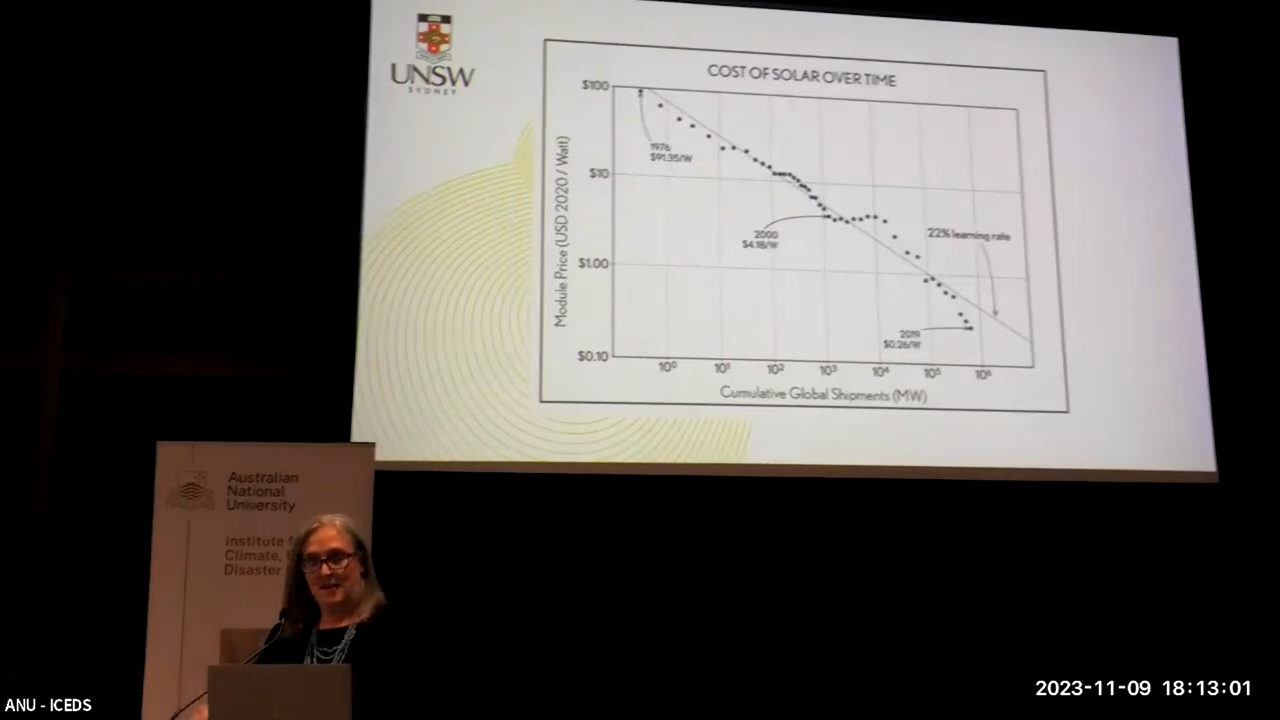 UNSW
SYDNEY
COST OF SOLAR OVER TIME
Module Price (USD 2020 / Watt)
$100
$10
$1.00
$0.10
1976
$91.35/W
2000
$4.18/W
22% learning rate
2019
$0.26/W
10⁰
10¹
10²
10³
10⁴
10⁵
10⁶
Cumulative Global Shipments (MW)
Australian
National
University
Institute f
Climate, E
Disaster
2023-11-09 18:13:01
ANU - ICEDS